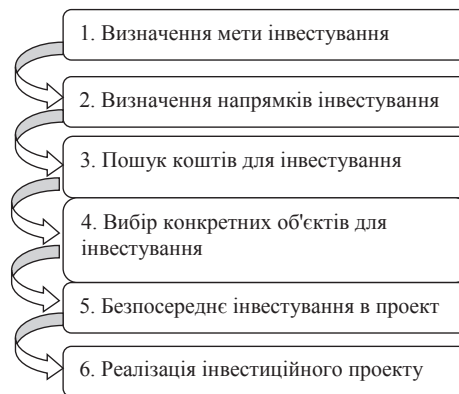 1. Визначення мети інвестування
2. Визначення напрямків інвестування
3. Пошук коштів для інвестування
4. Вибір конкретних об'єктів для
інвестування
5. Безпосереднє інвестування в проект
6. Реалізація інвестиційного проекту